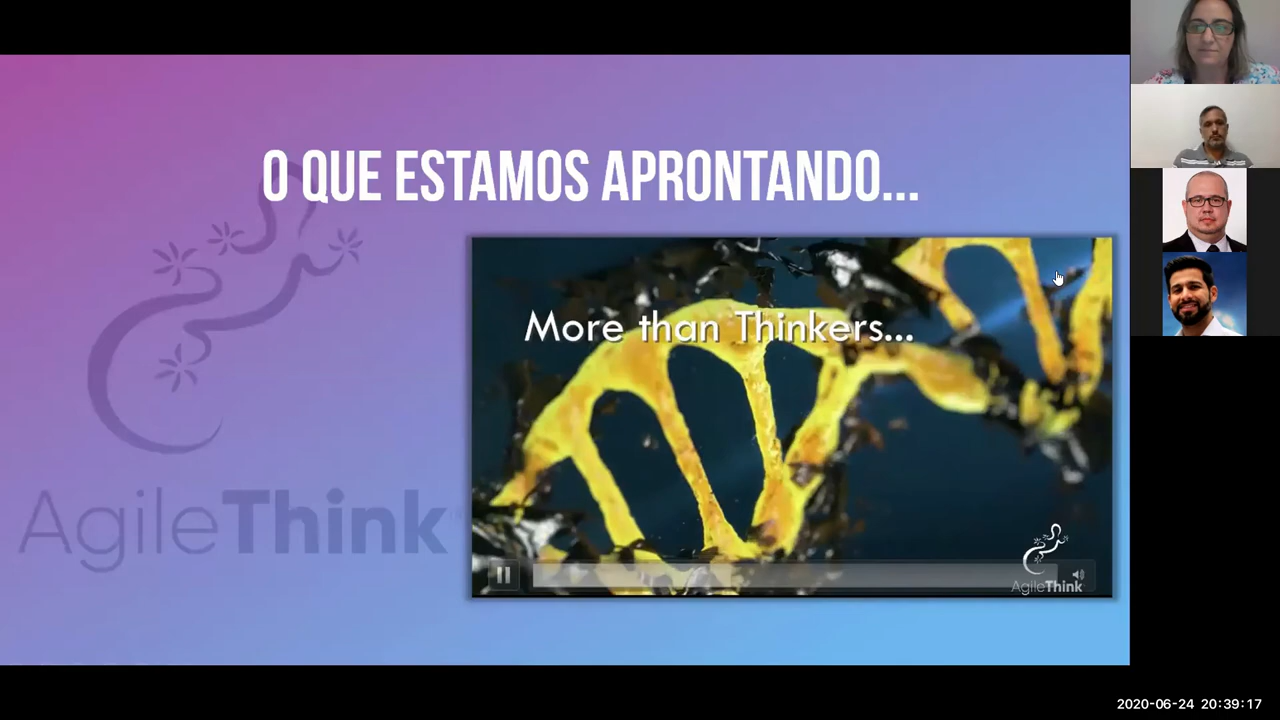 O QUE ESTAMOS APRONTANDO...
More than Thinkers...
AgileThink
AgileThink
2020-06-24 20:39:17